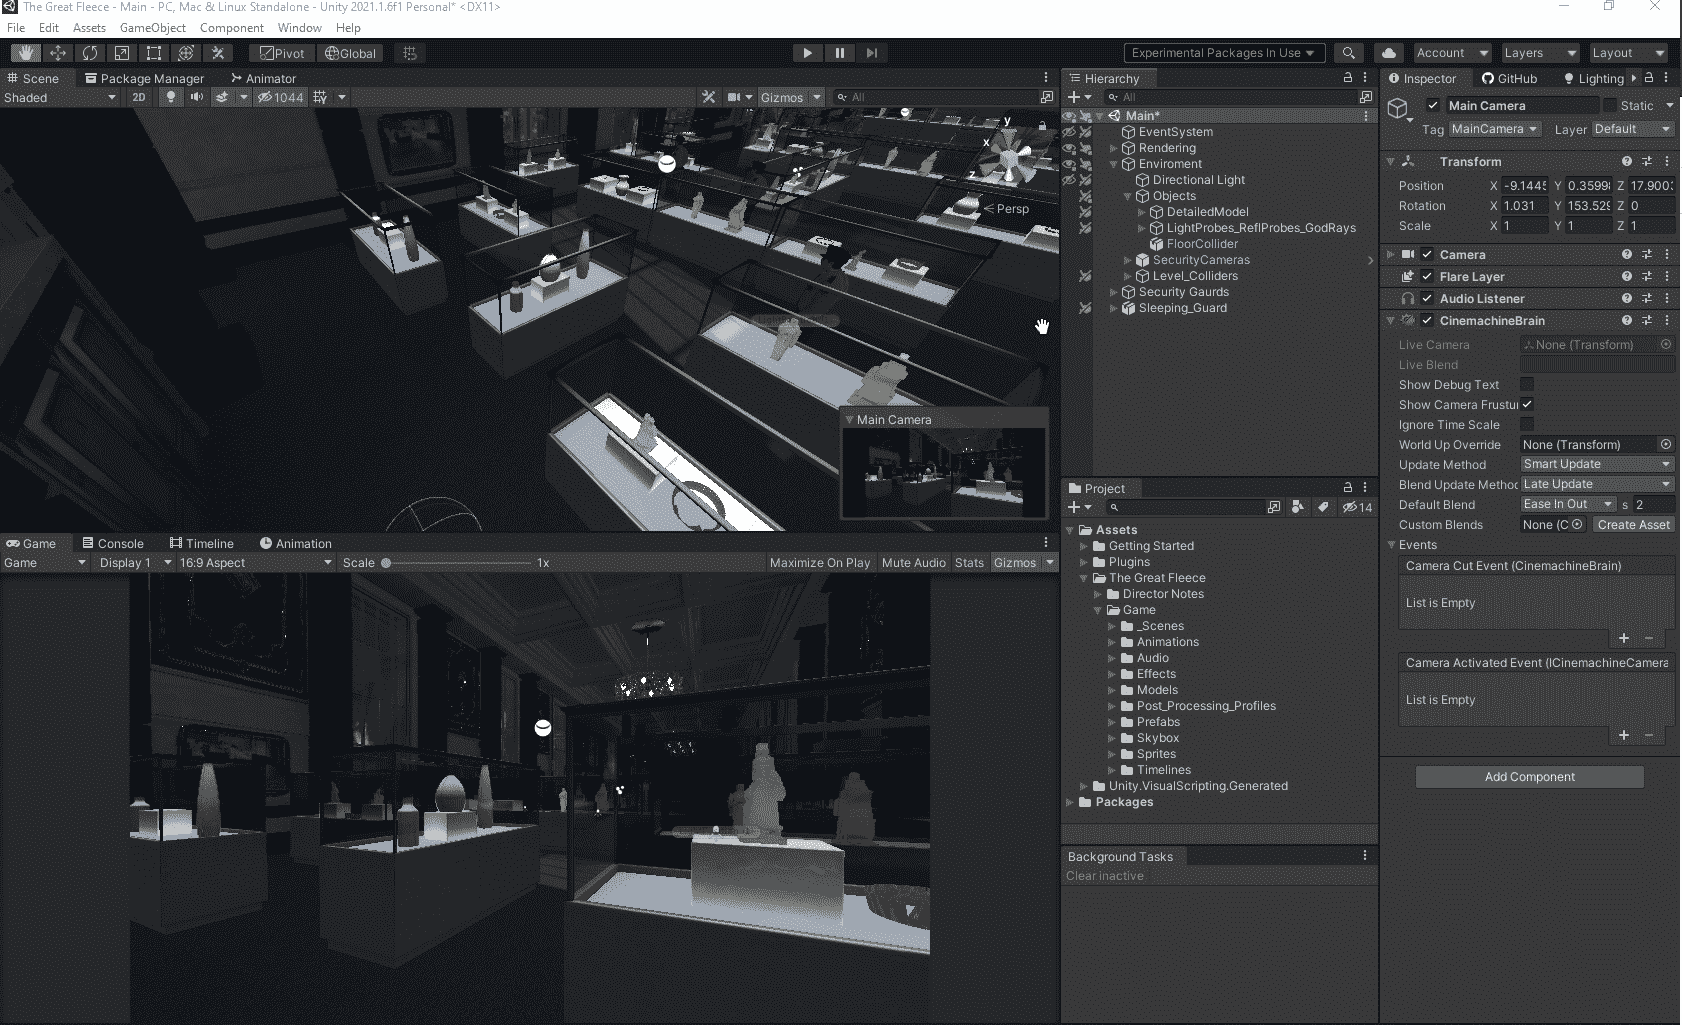 The Great Fleece - Main - PC, Mac & Linux Standalone - Unity 2021.1.6f1 Personal* <DX11>
File Edit Assets GameObject Component Window Help
Pivot Global
Experimental Packages In Use Account Layers Layout
Scene Package Manager Animator
Shaded 2D 1044 Gizmos All
y
x
z
Persp
Main Camera
Game Console Timeline Animation
Game Display 1 16:9 Aspect Scale 1x Maximize On Play Mute Audio Stats Gizmos
Hierarchy
All
Main*
EventSystem
Rendering
Enviroment
Directional Light
Objects
DetailedModel
LightProbes_ReflProbes_GodRays
FloorCollider
SecurityCameras
Level_Colliders
Security Gaurds
Sleeping_Guard
Project
14
Assets
Getting Started
Plugins
The Great Fleece
Director Notes
Game
_Scenes
Animations
Audio
Effects
Models
Post_Processing_Profiles
Prefabs
Skybox
Sprites
Timelines
Unity.VisualScripting.Generated
Packages
Background Tasks
Clear inactive
Inspector GitHub Lighting
Main Camera Static
Tag MainCamera Layer Default
Transform
Position X -9.1445 Y 0.3599 Z 17.900
Rotation X 1.031 Y 153.529 Z 0
Scale X 1 Y 1 Z 1
Camera
Flare Layer
Audio Listener
CinemachineBrain
Live Camera None (Transform)
Live Blend
Show Debug Text
Show Camera Frustu
Ignore Time Scale
World Up Override None (Transform)
Update Method Smart Update
Blend Update Method Late Update
Default Blend Ease In Out s 2
Custom Blends None (C Create Asset
Events
Camera Cut Event (CinemachineBrain)
List is Empty
+ -
Camera Activated Event (ICinemachineCamera
List is Empty
+ -
Add Component